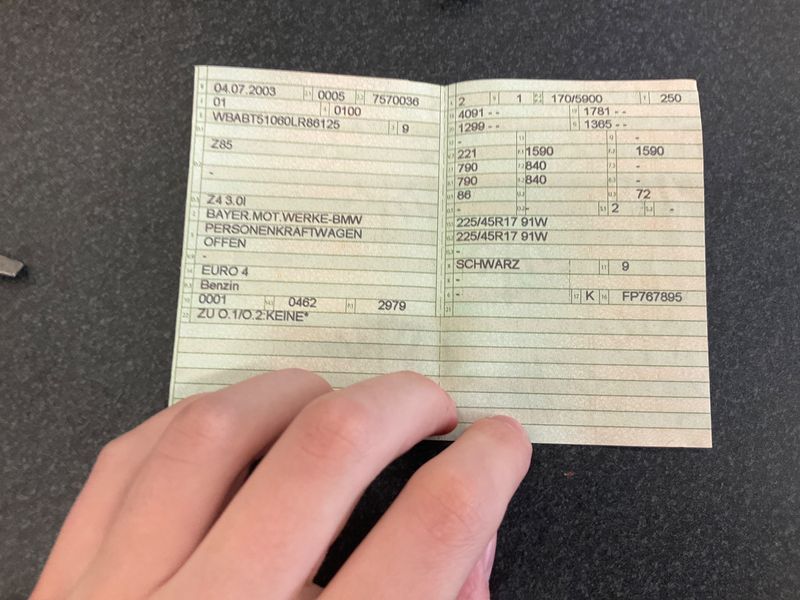 04.07.2003 0005 7570036
01 0100
WBABT51060LR86125 9
Z85
-
Z4 3.0I
BAYER.MOT.WERKE-BMW
PERSONENKRAFTWAGEN
OFFEN
-
EURO 4
Benzin
0001 0462 2979
ZU O.1/O.2:KEINE*
2 1 170/5900 250
4091 - - 1781 - -
1299 - - 1365 - -
- -
221 1590 1590
790 840 -
790 840 -
86 - 72
- - 2 -
225/45R17 91W
225/45R17 91W
-
SCHWARZ 9
-
- K FP767895